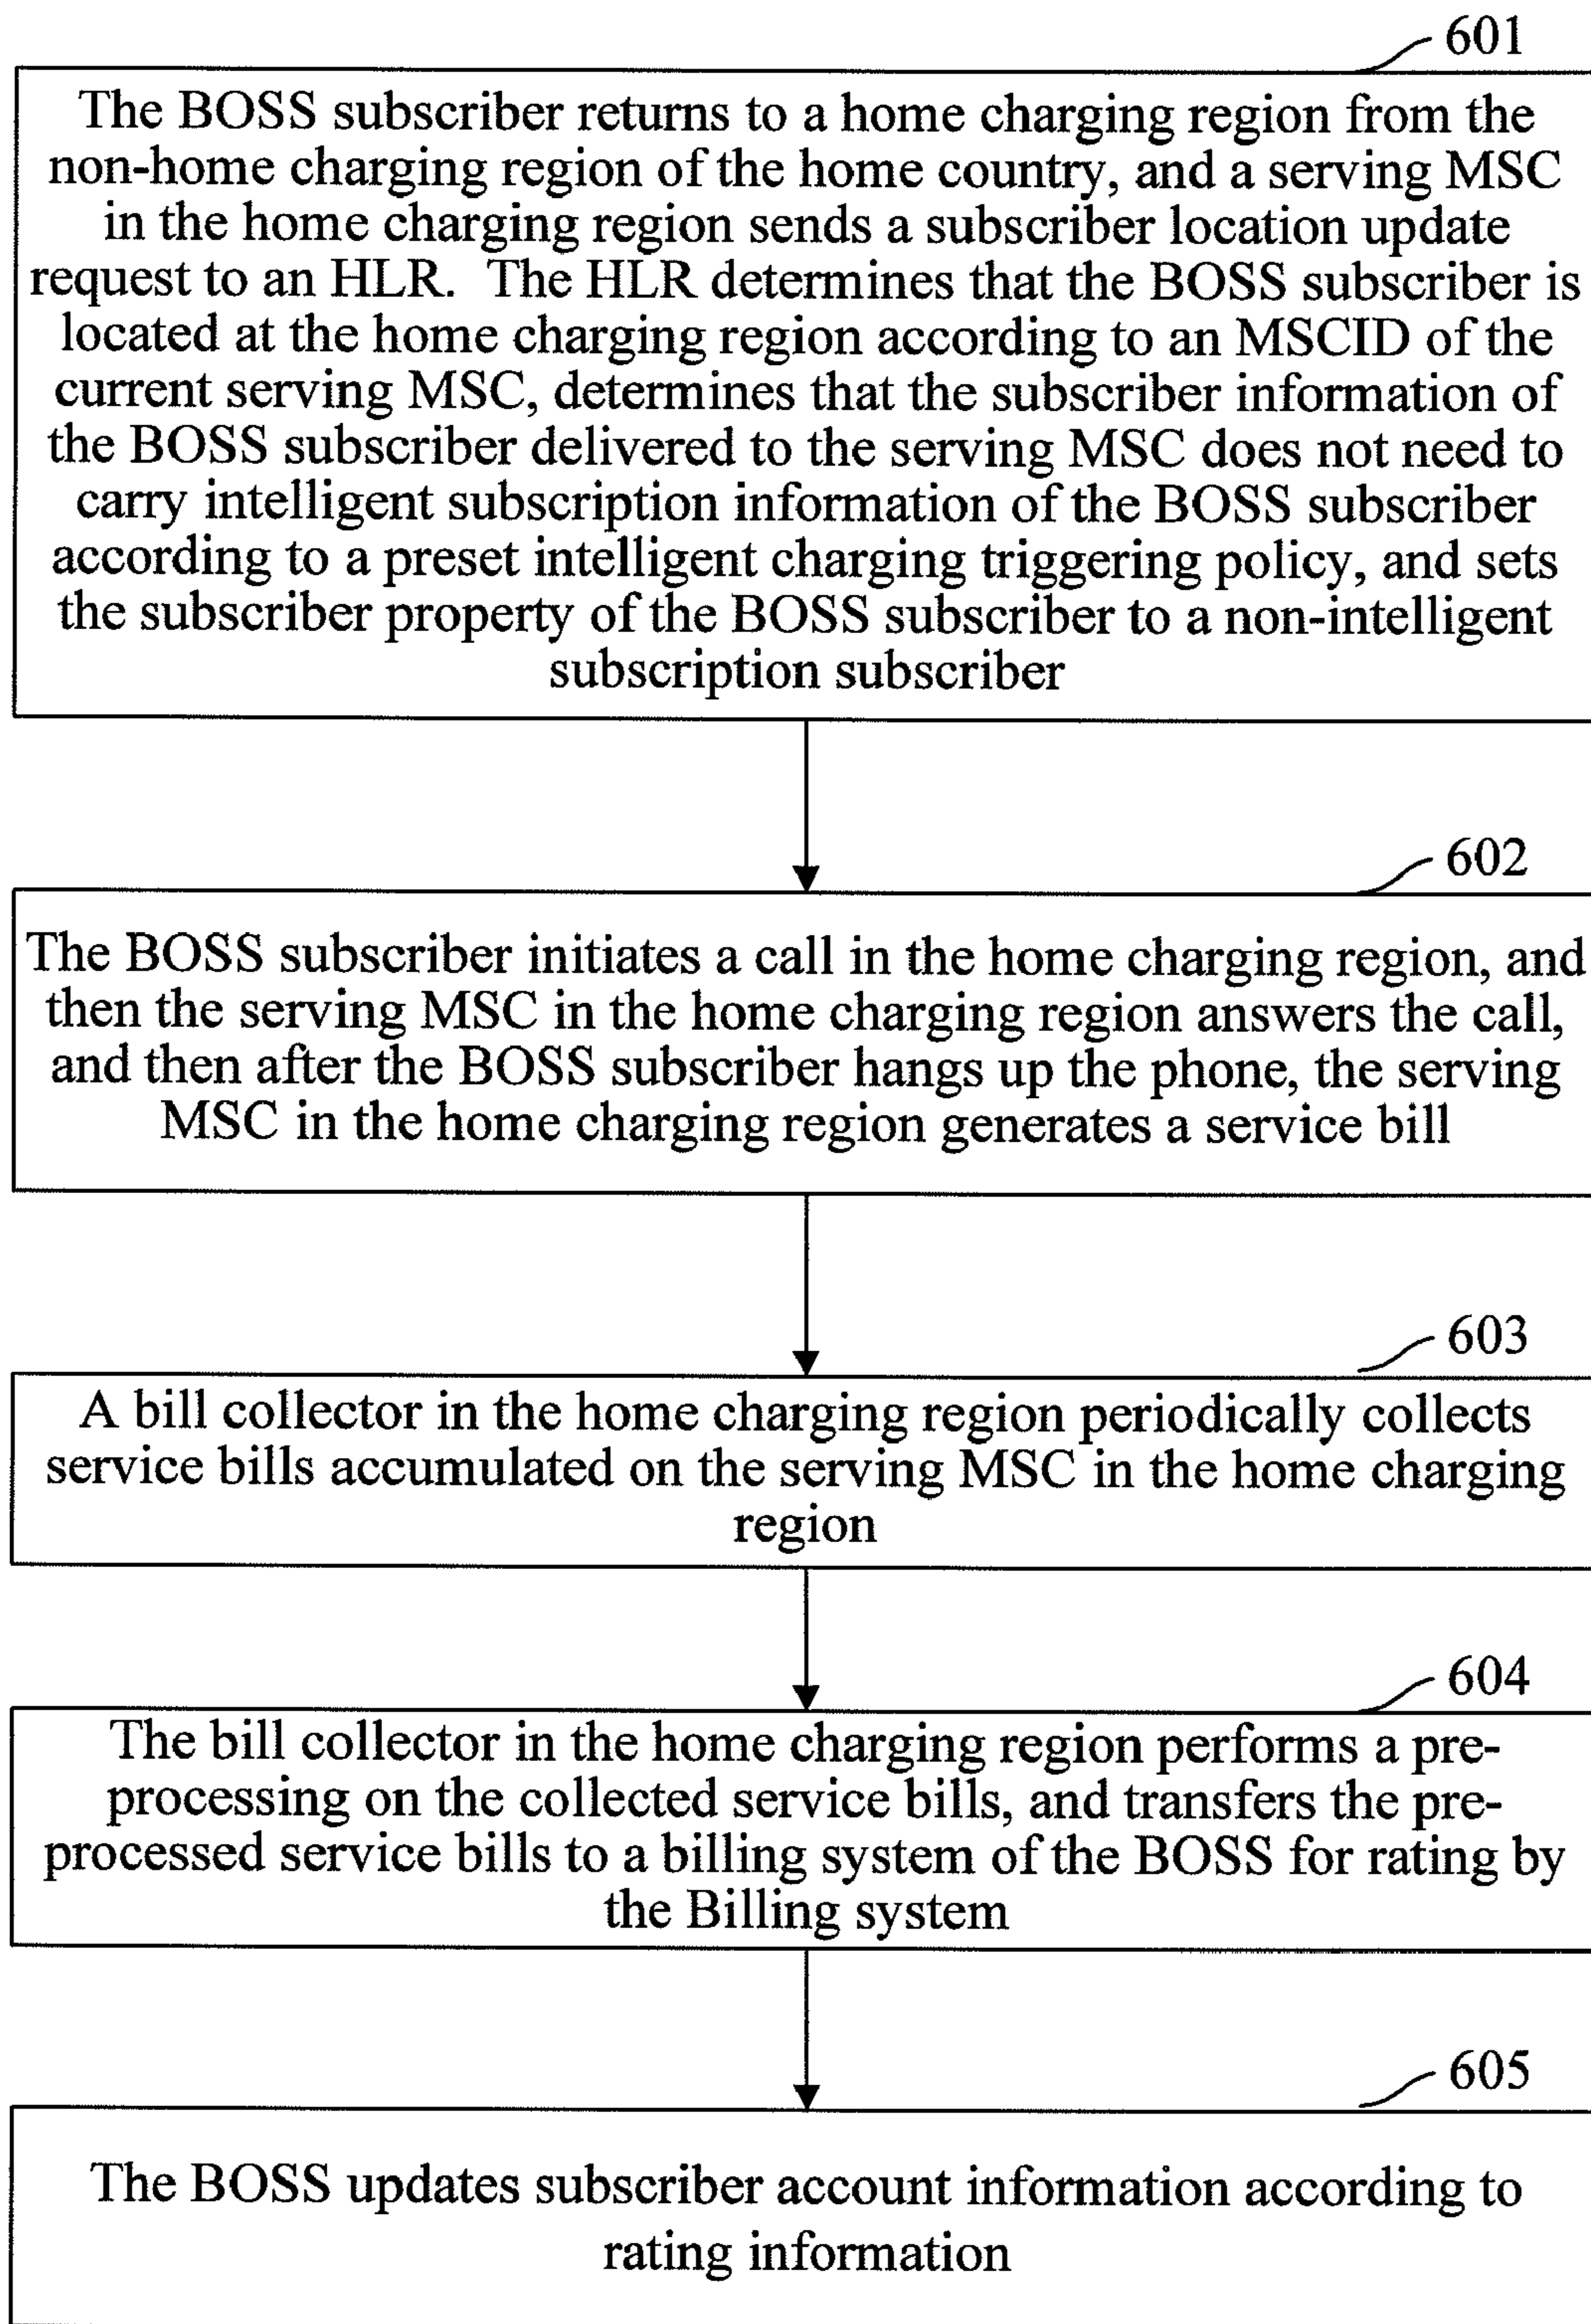 601
The BOSS subscriber returns to a home charging region from the
non-home charging region of the home country, and a serving MSC
in the home charging region sends a subscriber location update
request to an HLR. The HLR determines that the BOSS subscriber is
located at the home charging region according to an MSCID of the
current serving MSC, determines that the subscriber information of
the BOSS subscriber delivered to the serving MSC does not need to
carry intelligent subscription information of the BOSS subscriber
according to a preset intelligent charging triggering policy, and sets
the subscriber property of the BOSS subscriber to a non-intelligent
subscription subscriber
602
The BOSS subscriber initiates a call in the home charging region, and
then the serving MSC in the home charging region answers the call,
and then after the BOSS subscriber hangs up the phone, the serving
MSC in the home charging region generates a service bill
603
A bill collector in the home charging region periodically collects
service bills accumulated on the serving MSC in the home charging
region
604
The bill collector in the home charging region performs a pre-
processing on the collected service bills, and transfers the pre-
processed service bills to a billing system of the BOSS for rating by
the Billing system
605
The BOSS updates subscriber account information according to
rating information